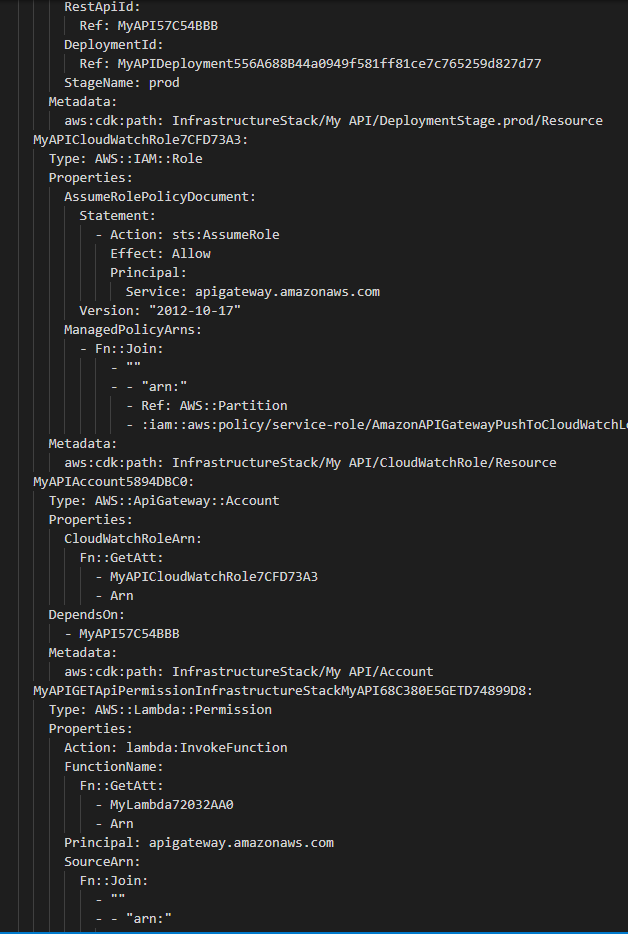 RestApiId:
Ref: MyAPI57C54BBB
DeploymentId:
Ref: MyAPIDeployment556A688B44a0949f581ff81ce7c765259d827d77
StageName: prod
Metadata:
aws:cdk:path: InfrastructureStack/My API/DeploymentStage.prod/Resource
MyAPICloudWatchRole7CFD73A3:
Type: AWS::IAM::Role
Properties:
AssumeRolePolicyDocument:
Statement:
- Action: sts:AssumeRole
Effect: Allow
Principal:
Service: apigateway.amazonaws.com
Version: "2012-10-17"
ManagedPolicyArns:
- Fn::Join:
- ""
- - "arn:"
- Ref: AWS::Partition
- :iam::aws:policy/service-role/AmazonAPIGatewayPushToCloudWatchL
Metadata:
aws:cdk:path: InfrastructureStack/My API/CloudWatchRole/Resource
MyAPIAccount5894DBC0:
Type: AWS::ApiGateway::Account
Properties:
CloudWatchRoleArn:
Fn::GetAtt:
- MyAPICloudWatchRole7CFD73A3
- Arn
DependsOn:
- MyAPI57C54BBB
Metadata:
aws:cdk:path: InfrastructureStack/My API/Account
MyAPIGETApiPermissionInfrastructureStackMyAPI68C380E5GETD74899D8:
Type: AWS::Lambda::Permission
Properties:
Action: lambda:InvokeFunction
FunctionName:
Fn::GetAtt:
- MyLambda72032AA0
- Arn
Principal: apigateway.amazonaws.com
SourceArn:
Fn::Join:
- ""
- - "arn:"